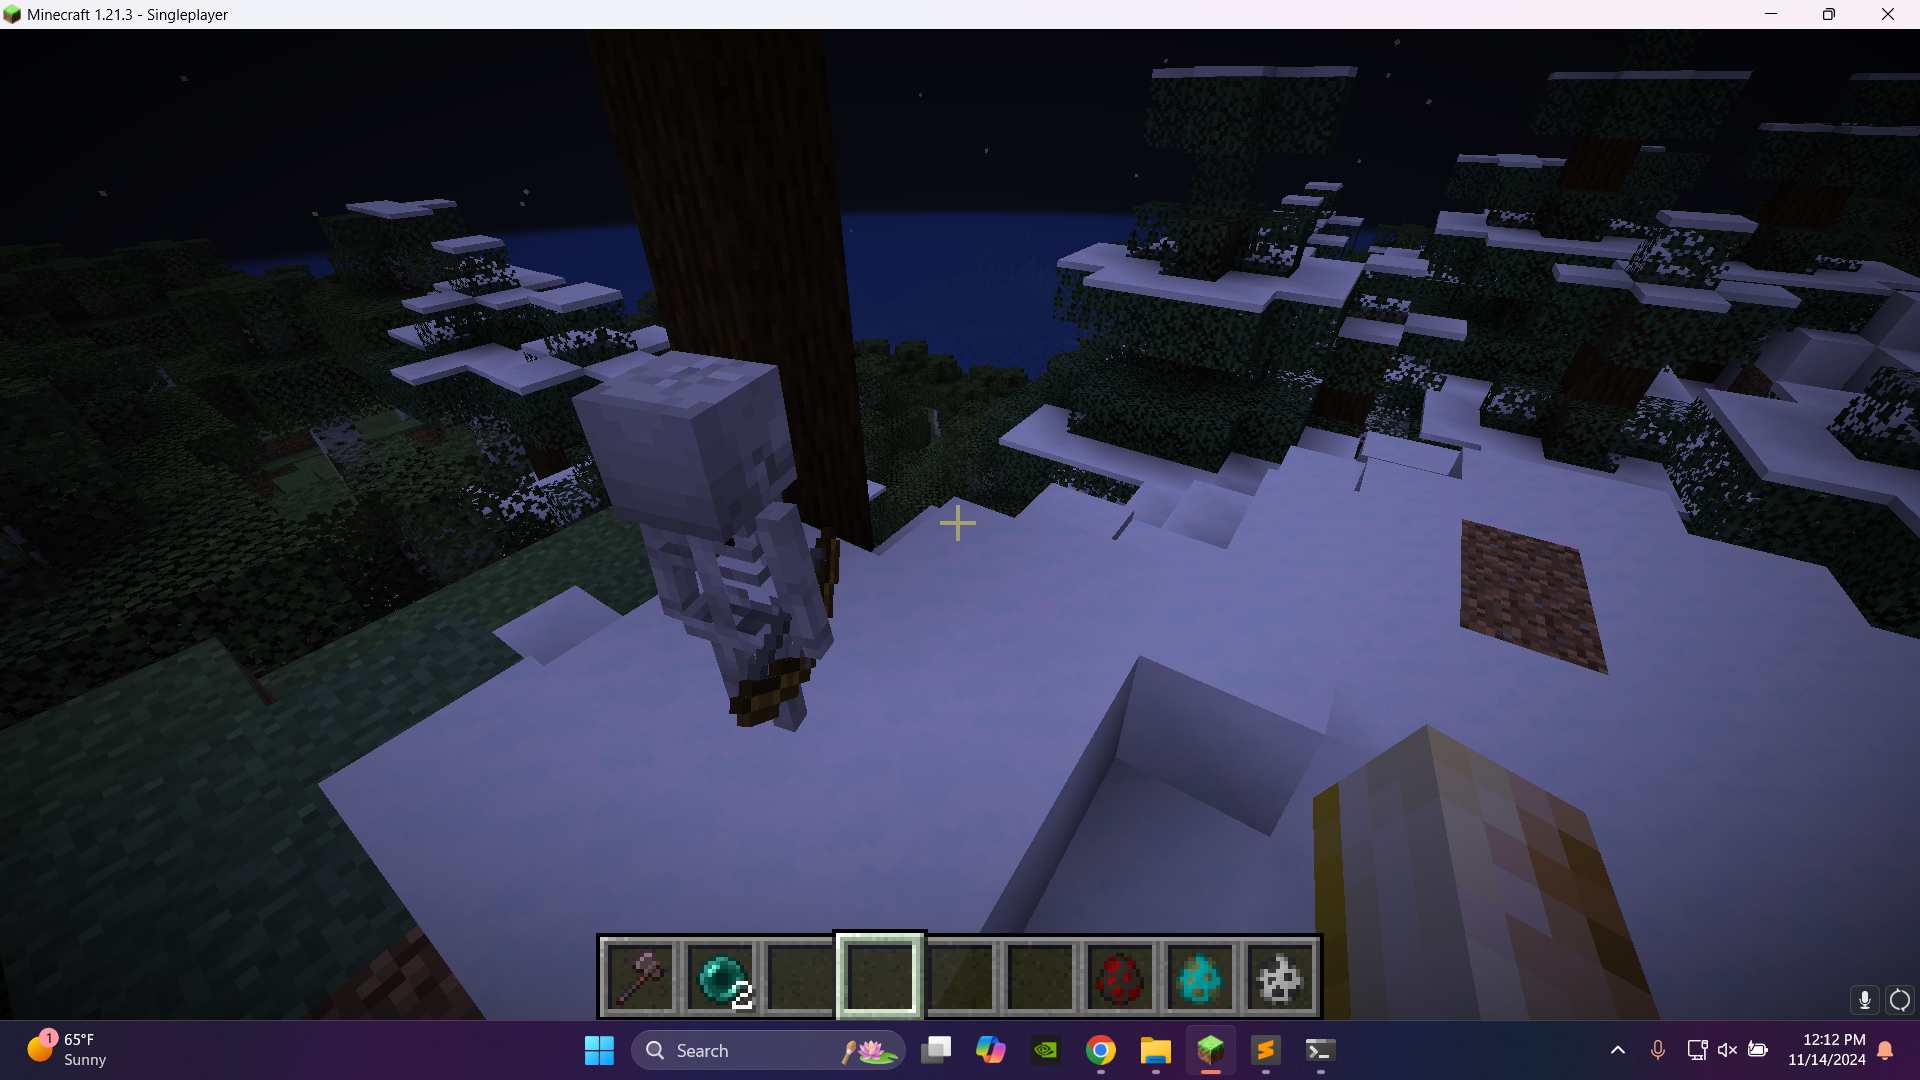 Minecraft 1.21.3 - Singleplayer
2
1
65°F
Sunny
Search
12:12 PM
11/14/2024